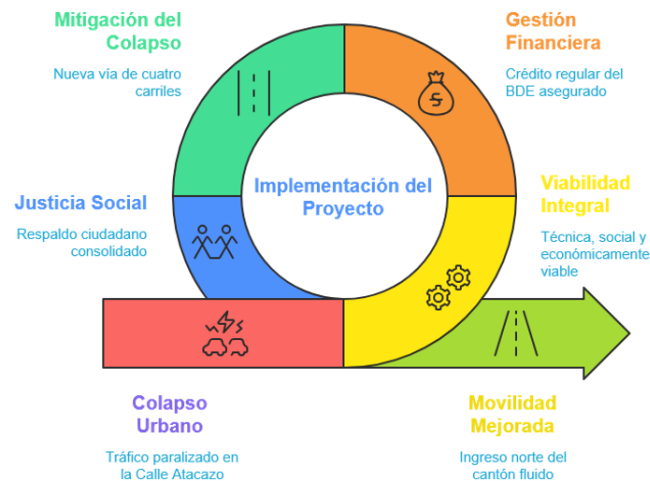 Mitigación del
Colapso
Nueva vía de cuatro
carriles
Gestión
Financiera
Crédito regular del
BDE asegurado
Justicia Social
Respaldo ciudadano
consolidado
Implementación del
Proyecto
Viabilidad
Integral
Técnica, social y
económicamente
viable
Colapso
Urbano
Tráfico paralizado en
la Calle Atacazo
Movilidad
Mejorada
Ingreso norte del
cantón fluido